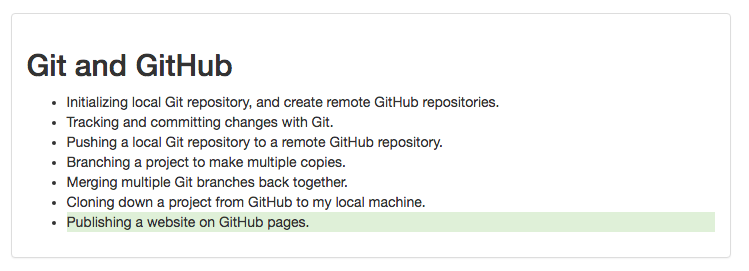 Git and GitHub
Initializing local Git repository, and create remote GitHub repositories.
Tracking and committing changes with Git.
Pushing a local Git repository to a remote GitHub repository.
Branching a project to make multiple copies.
Merging multiple Git branches back together.
Cloning down a project from GitHub to my local machine.
Publishing a website on GitHub pages.